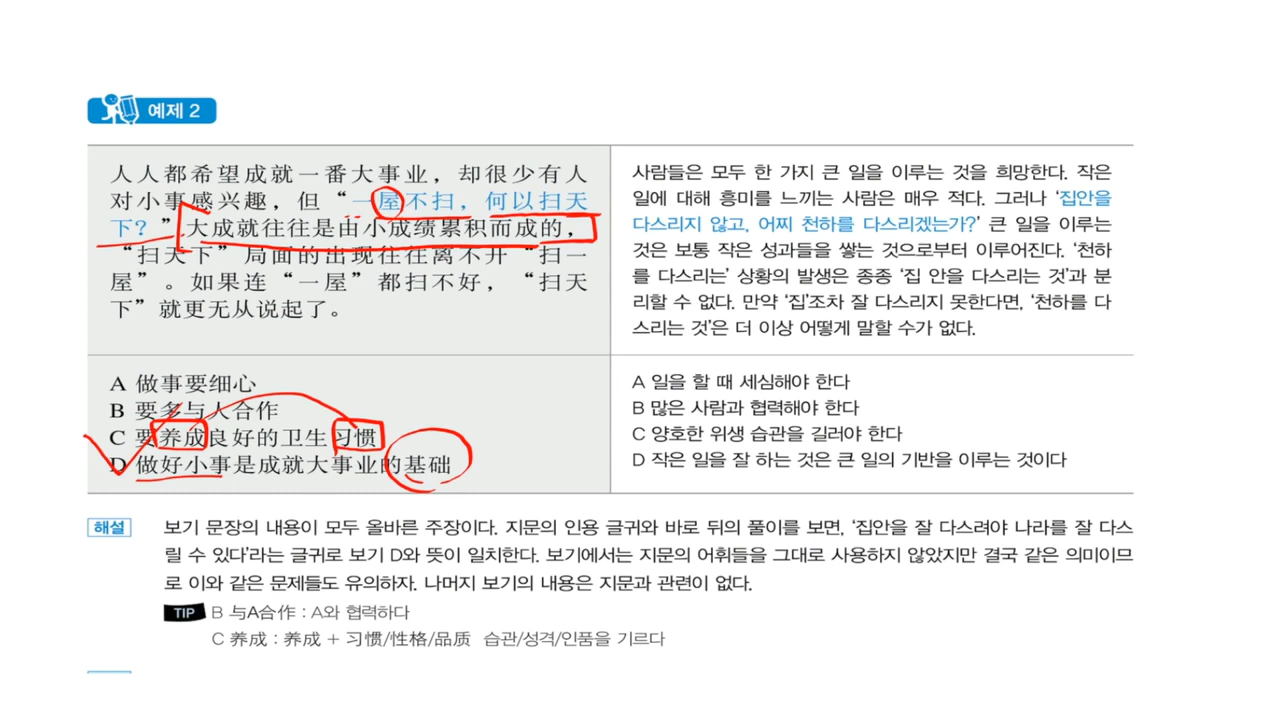 예제 2
人人都希望成就一番大事业，却很少有人
对小事感兴趣，但“一屋不扫，何以扫天
下？”大成就往往是由小成绩累积而成的，
“扫天下”局面的出现往往离不开“扫一
屋”。如果连“一屋”都扫不好，“扫天
下”就更无从说起了。
사람들은 모두 한 가지 큰 일을 이루는 것을 희망한다. 작은
일에 대해 흥미를 느끼는 사람은 매우 적다. 그러나 ‘집안을
다스리지 않고, 어찌 천하를 다스리겠는가?’ 큰 일을 이루는
것은 보통 작은 성과들을 쌓는 것으로부터 이루어진다. ‘천하
를 다스리는’ 상황의 발생은 종종 ‘집 안을 다스리는 것’과 분
리할 수 없다. 만약 ‘집’조차 잘 다스리지 못한다면, ‘천하를 다
스리는 것’은 더 이상 어떻게 말할 수가 없다.
A 做事要细心
B 要多与人合作
C 要养成良好的卫生习惯
D 做好小事是成就大事业的基础
A 일을 할 때 세심해야 한다
B 많은 사람과 협력해야 한다
C 양호한 위생 습관을 길러야 한다
D 작은 일을 잘 하는 것은 큰 일의 기반을 이루는 것이다
해설
보기 문장의 내용이 모두 올바른 주장이다. 지문의 인용 글귀와 바로 뒤의 풀이를 보면, ‘집안을 잘 다스려야 나라를 잘 다스
릴 수 있다’라는 글귀로 보기 D와 뜻이 일치한다. 보기에서는 지문의 어휘들을 그대로 사용하지 않았지만 결국 같은 의미이므
로 이와 같은 문제들도 유의하자. 나머지 보기의 내용은 지문과 관련이 없다.
TIP B 与A合作 : A와 협력하다
C 养成 : 养成 + 习惯/性格/品质 습관/성격/인품을 기르다